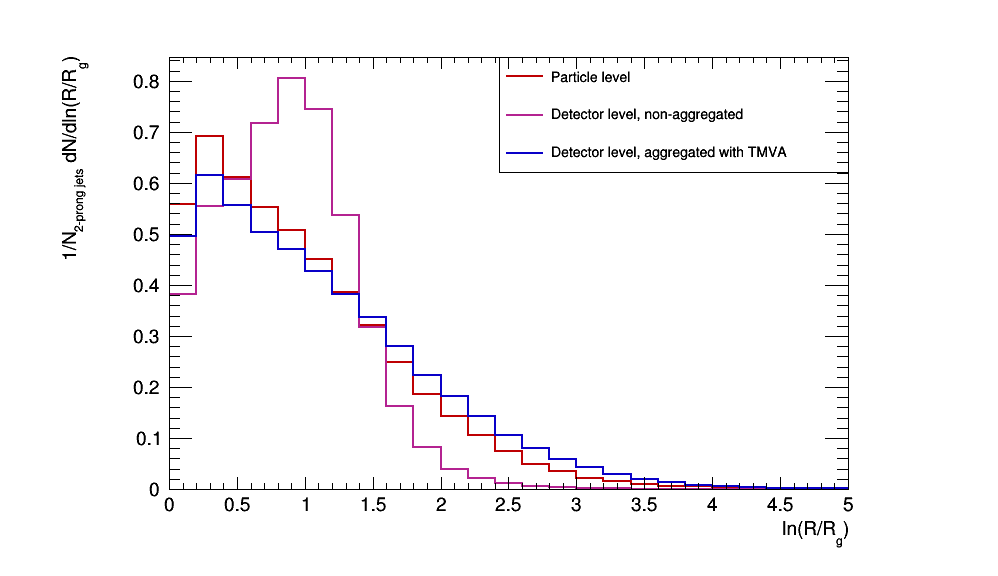 1/N2-prong jets dN/dln(R/Rg)
0.8
0.7
0.6
0.5
0.4
0.3
0.2
0.1
0
Particle level
Detector level, non-aggregated
Detector level, aggregated with TMVA
0 0.5 1 1.5 2 2.5 3 3.5 4 4.5 5
ln(R/Rg)